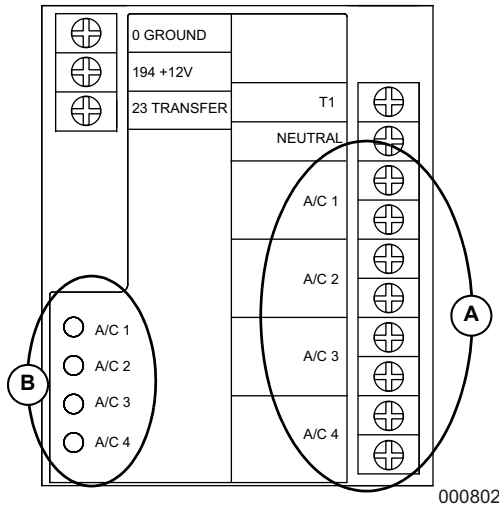 0 GROUND
194 +12V
23 TRANSFER
T1
NEUTRAL
A/C 1
A/C 2
A/C 3
A/C 4
A
A/C 1
A/C 2
A/C 3
A/C 4
B
000802